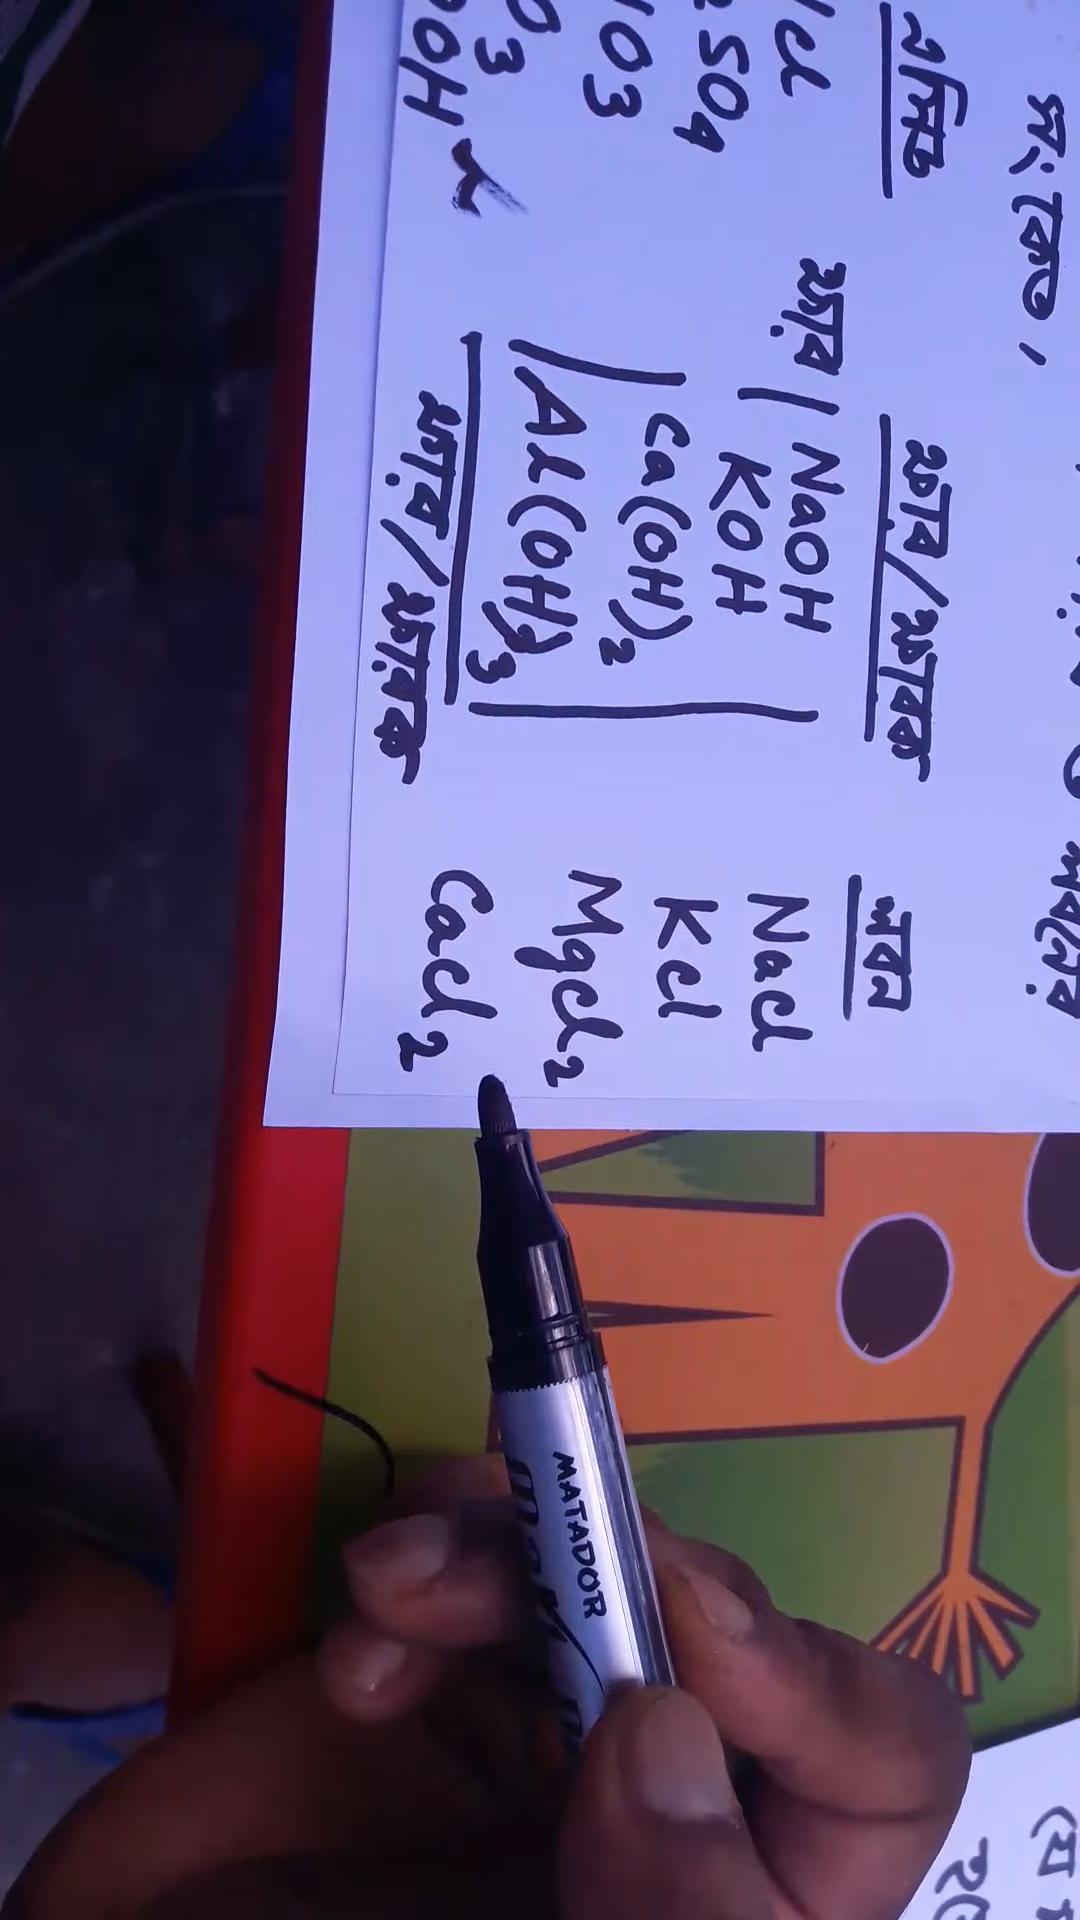 এসিড
ক্ষার/ক্ষারক
লবন
Cl
SO4
O3
O3
OOH
ক্ষার
NaOH
KOH
Ca(OH)2
Al(OH)3
ক্ষার/ক্ষারক
NaCl
KCl
MgCl2
CaCl2
MATADOR